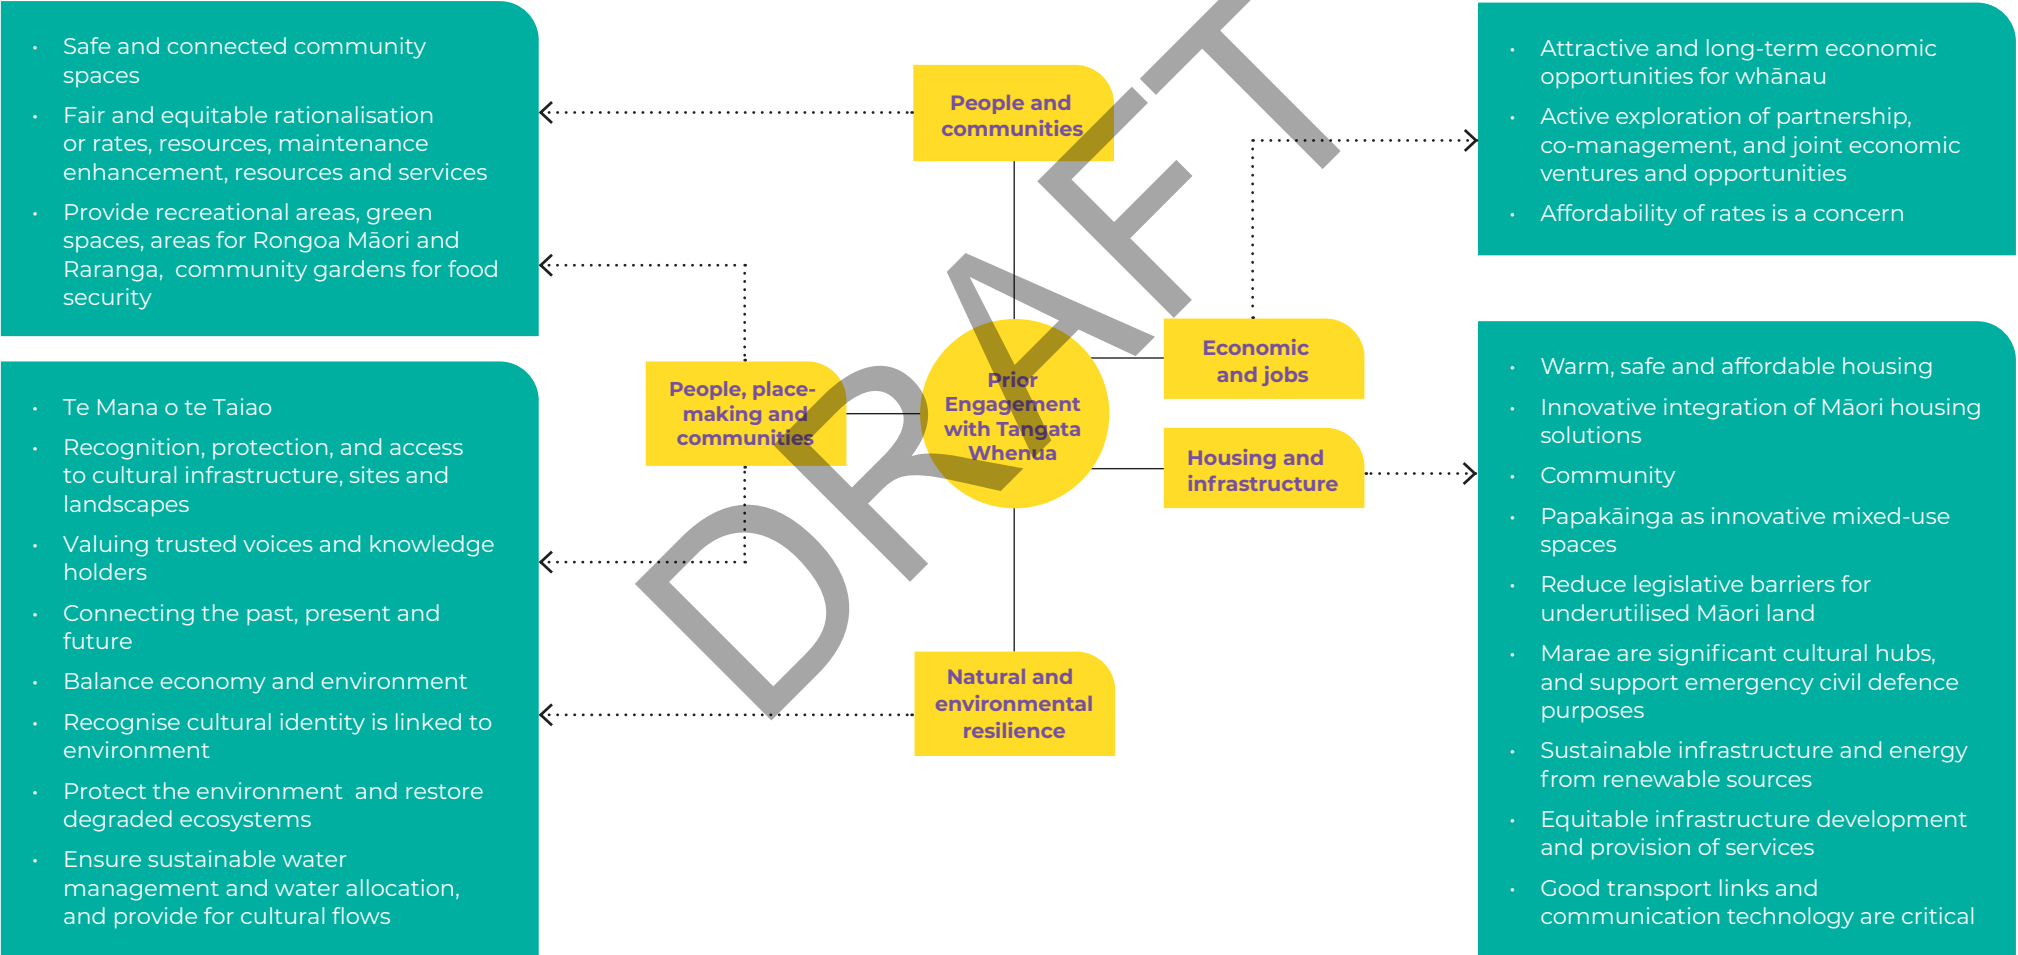 • Safe and connected community
spaces
• Fair and equitable rationalisation
or rates, resources, maintenance
enhancement, resources and services
• Provide recreational areas, green
spaces, areas for Rongoa Māori and
Raranga,  community gardens for food
security
• Te Mana o te Taiao
• Recognition, protection, and access
to cultural infrastructure, sites and
landscapes
• Valuing trusted voices and knowledge
holders
• Connecting the past, present and
future
• Balance economy and environment
• Recognise cultural identity is linked to
environment
• Protect the environment  and restore
degraded ecosystems
• Ensure sustainable water
management and water allocation,
and provide for cultural flows
People and
communities
People, place-
making and
communities
Prior
Engagement
with Tangata
Whenua
Economic
and jobs
Housing and
infrastructure
Natural and
environmental
resilience
DRAFT
• Attractive and long-term economic
opportunities for whānau
• Active exploration of partnership,
co-management, and joint economic
ventures and opportunities
• Affordability of rates is a concern
• Warm, safe and affordable housing
• Innovative integration of Māori housing
solutions
• Community
• Papakāinga as innovative mixed-use
spaces
• Reduce legislative barriers for
underutilised Māori land
• Marae are significant cultural hubs,
and support emergency civil defence
purposes
• Sustainable infrastructure and energy
from renewable sources
• Equitable infrastructure development
and provision of services
• Good transport links and
communication technology are critical